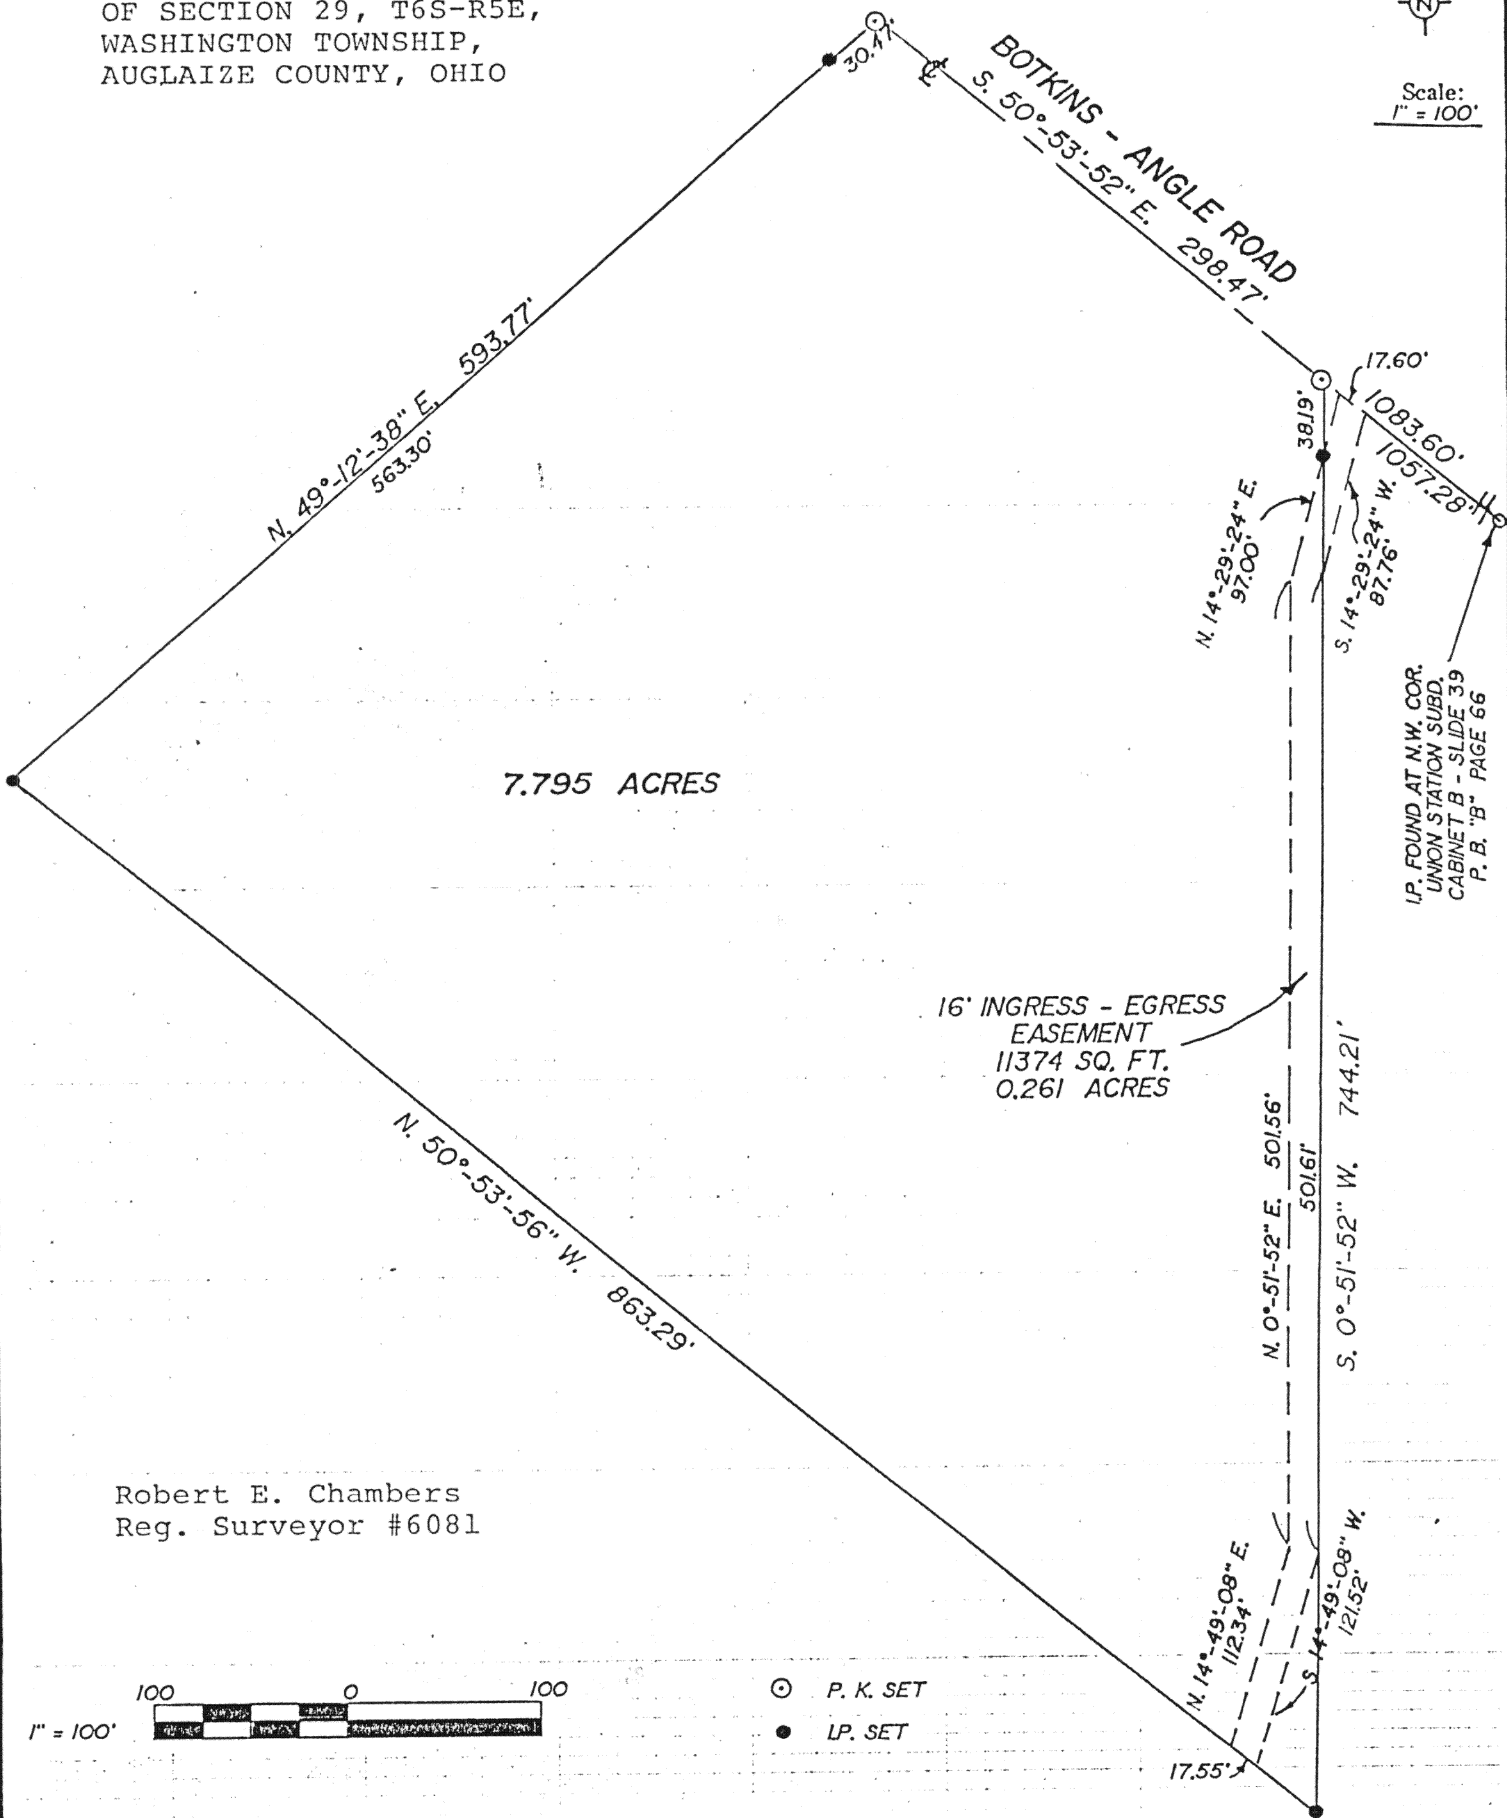 OF SECTION 29, T6S-R5E,
WASHINGTON TOWNSHIP,
AUGLAIZE COUNTY, OHIO
N
Scale:
1" = 100'
30.47'
BOTKINS - ANGLE ROAD
S. 50°-53'-52" E. 298.47'
N. 49°-12'-38" E. 593.77'
563.30'
17.60'
1083.60'
1057.28'
38.19'
N. 14°-29'-24" E.
97.00'
S. 14°-29'-24" W.
87.76'
I.P. FOUND AT N.W. COR.
UNION STATION SUBD.
CABINET B - SLIDE 39
P. B. "B" PAGE 66
7.795 ACRES
16' INGRESS - EGRESS
EASEMENT
11374 SQ. FT.
0.261 ACRES
N. 0°-51'-52" E. 501.56'
501.61'
S. 0°-51'-52" W. 744.21'
N. 50°-53'-56" W. 863.29'
Robert E. Chambers
Reg. Surveyor #6081
N. 14°-49'-08" E.
112.34'
S. 14°-49'-08" W.
121.52'
17.55'
100 0 100
1" = 100'
P. K. SET
I.P. SET